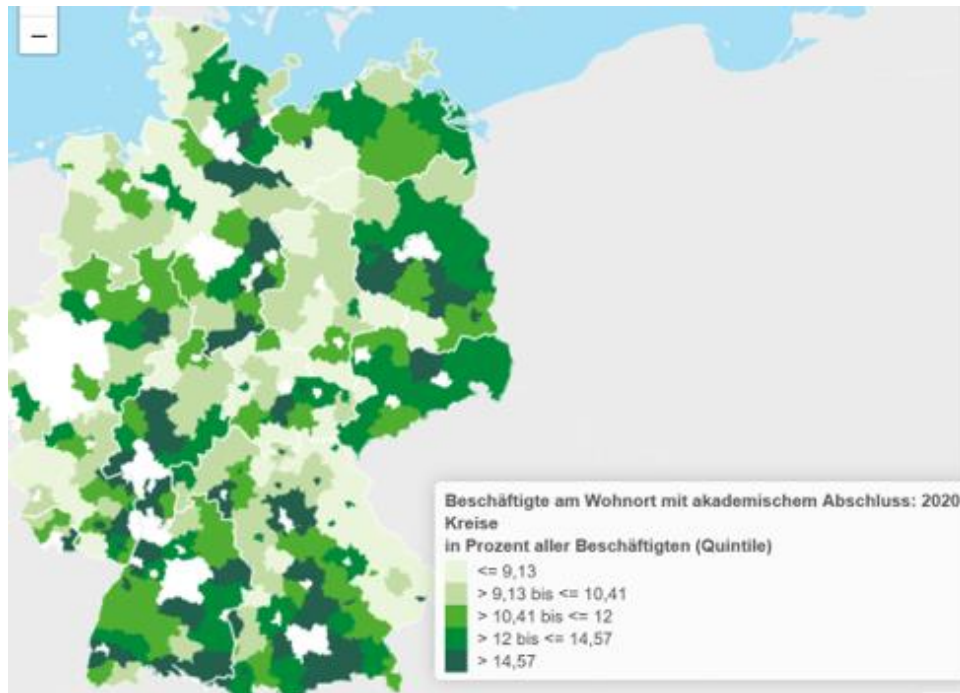 −
Beschäftigte am Wohnort mit akademischem Abschluss: 2020
Kreise
in Prozent aller Beschäftigten (Quintile)
<= 9,13
> 9,13 bis <= 10,41
> 10,41 bis <= 12
> 12 bis <= 14,57
> 14,57